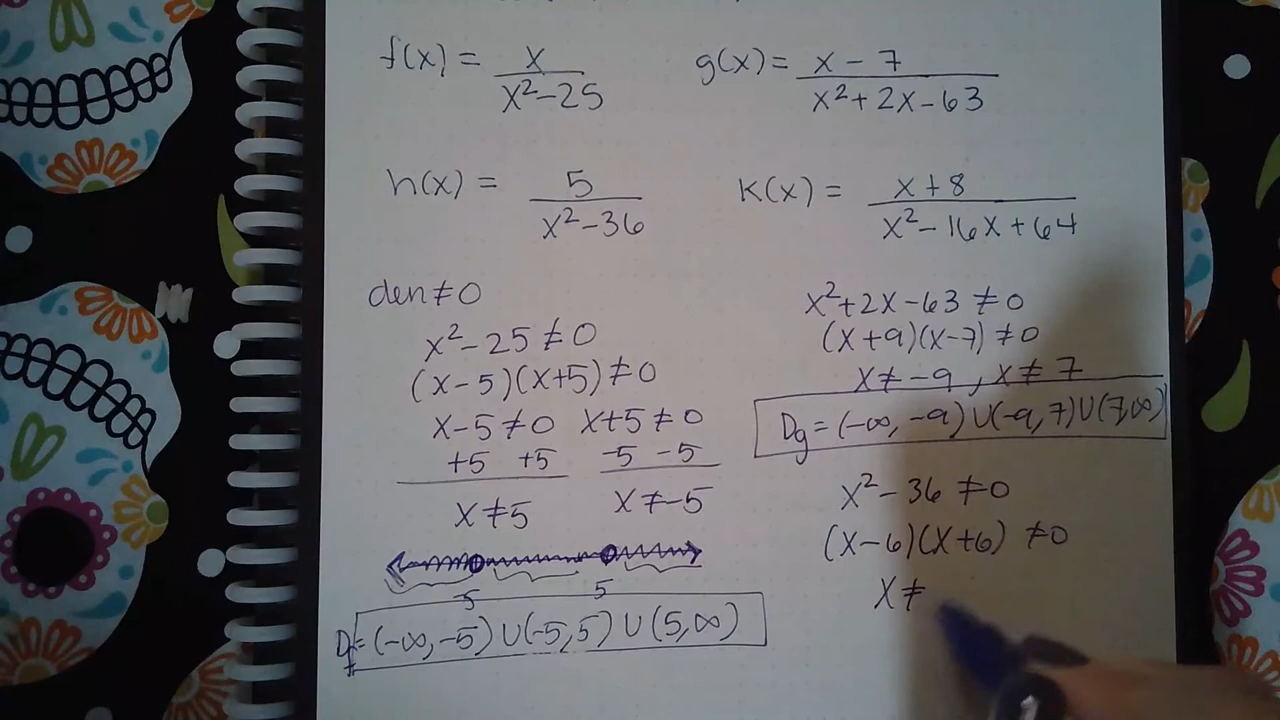 f(x) = x/(x²-25)
g(x) = (x-7)/(x²+2x-63)
h(x) = 5/(x²-36)
K(x) = (x+8)/(x²-16x+64)
den≠0
x²-25≠0
(x-5)(x+5)≠0
x-5≠0 x+5≠0
+5 +5 -5 -5
x≠5 x≠-5
-5 5
Df=(-∞,-5)∪(-5,5)∪(5,∞)
x²+2x-63≠0
(x+9)(x-7)≠0
x≠-9, x≠7
Dg=(-∞,-9)∪(-9,7)∪(7,∞)
x²-36≠0
(x-6)(x+6)≠0
x≠